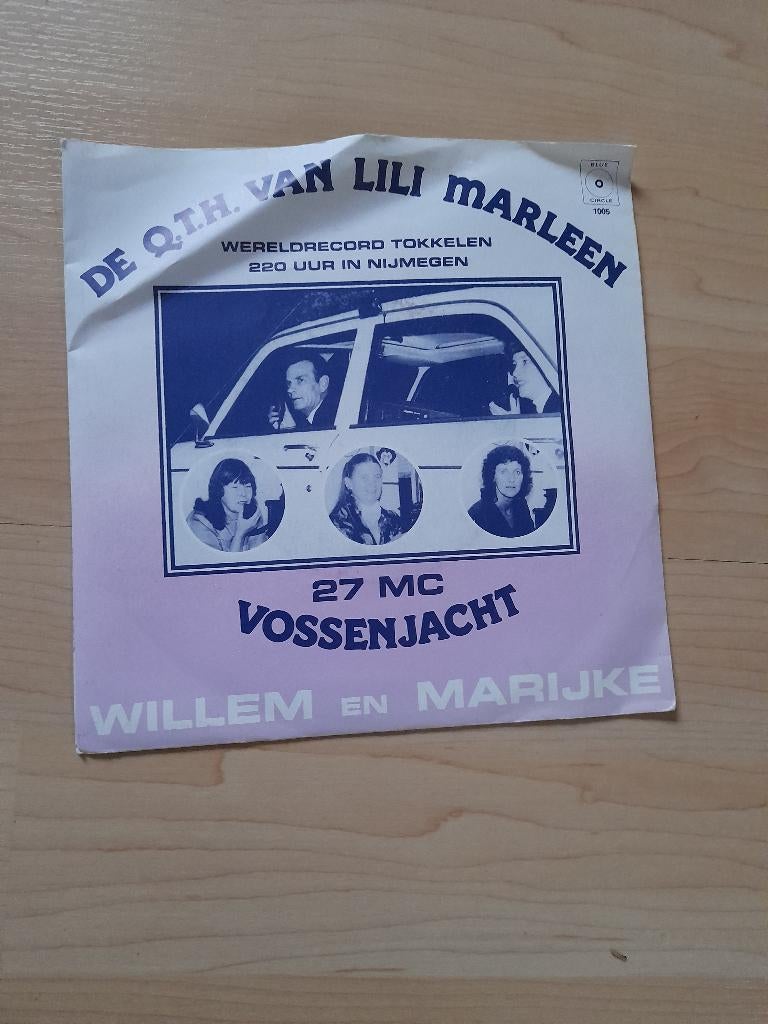 BLUE
CIRCLE
1005
DE Q.T.H. VAN LILI MARLEEN
WERELDRECORD TOKKELEN
220 UUR IN NIJMEGEN
27 MC
VOSSENJACHT
WILLEM EN MARIJKE